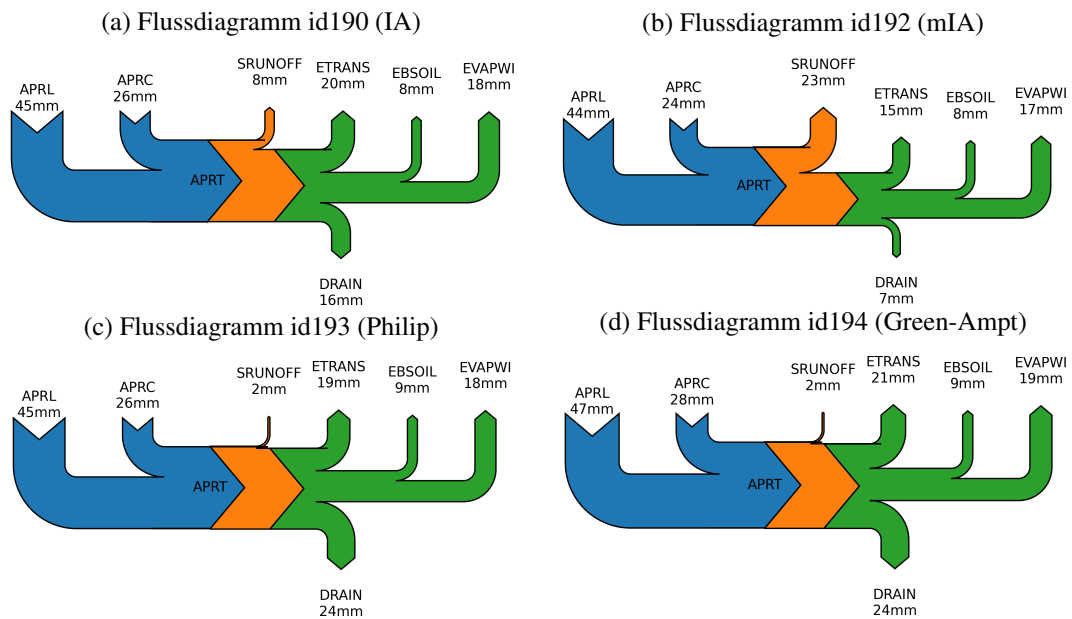 (a) Flussdiagramm id190 (IA)
APRL
45mm
APRC
26mm
SRUNOFF
8mm
ETRANS
20mm
EBSOIL
8mm
EVAPWI
18mm
APRT
DRAIN
16mm
(b) Flussdiagramm id192 (mIA)
APRL
44mm
APRC
24mm
SRUNOFF
23mm
ETRANS
15mm
EBSOIL
8mm
EVAPWI
17mm
APRT
DRAIN
7mm
(c) Flussdiagramm id193 (Philip)
APRL
45mm
APRC
26mm
SRUNOFF
2mm
ETRANS
19mm
EBSOIL
9mm
EVAPWI
18mm
APRT
DRAIN
24mm
(d) Flussdiagramm id194 (Green-Ampt)
APRL
47mm
APRC
28mm
SRUNOFF
2mm
ETRANS
21mm
EBSOIL
9mm
EVAPWI
19mm
APRT
DRAIN
24mm